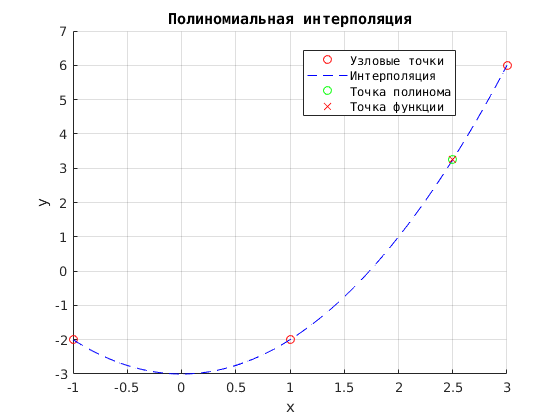 Полиномиальная интерполяция
Узловые точки
Интерполяция
Точка полинома
Точка функции
7
6
5
4
3
2
1
0
-1
-2
-3
y
-1 -0.5 0 0.5 1 1.5 2 2.5 3
x